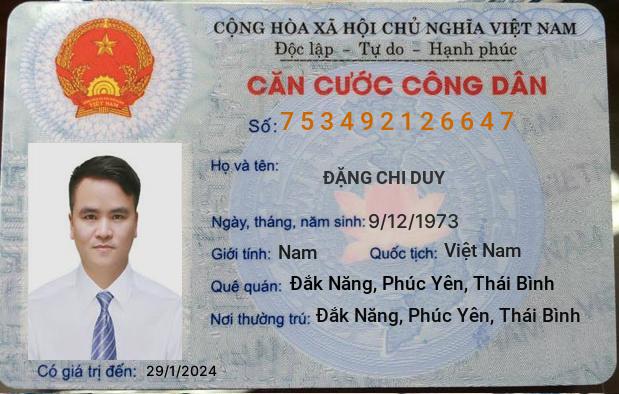 CỘNG HÒA XÃ HỘI CHỦ NGHĨA VIỆT NAM
Độc lập - Tự do - Hạnh phúc
CĂN CƯỚC CÔNG DÂN
Số: 753492126647
Họ và tên:
ĐẶNG CHI DUY
Ngày, tháng, năm sinh: 9/12/1973
Giới tính: Nam Quốc tịch: Việt Nam
Quê quán: Đắk Năng, Phúc Yên, Thái Bình
Nơi thường trú: Đắk Năng, Phúc Yên, Thái Bình
Có giá trị đến: 29/1/2024